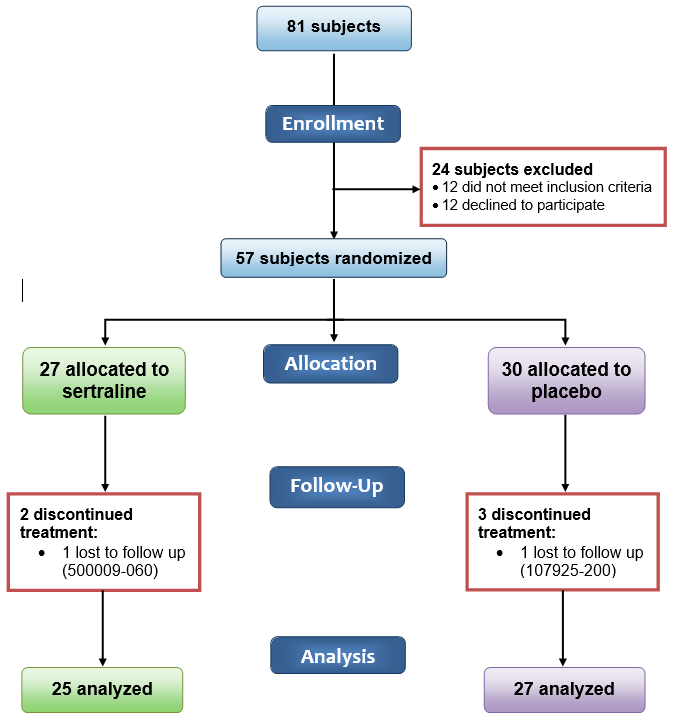 81 subjects
Enrollment
24 subjects excluded
• 12 did not meet inclusion criteria
• 12 declined to participate
57 subjects randomized
27 allocated to
sertraline
Allocation
30 allocated to
placebo
Follow-Up
2 discontinued
treatment:
• 1 lost to follow up
(500009-060)
3 discontinued
treatment:
• 1 lost to follow up
(107925-200)
Analysis
25 analyzed
27 analyzed